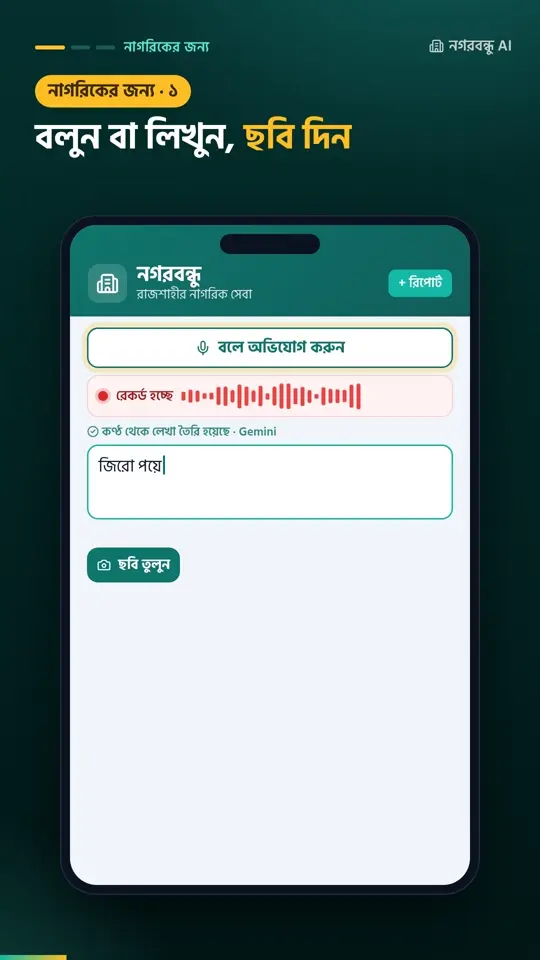 নাগরিকের জন্য
নগরবন্ধু AI
নাগরিকের জন্য · ১
বলুন বা লিখুন, ছবি দিন
নগরবন্ধু
রাজশাহীর নাগরিক সেবা
+ রিপোর্ট
বলে অভিযোগ করুন
রেকর্ড হচ্ছে
কণ্ঠ থেকে লেখা তৈরি হয়েছে · Gemini
জিরো পয়ে
ছবি তুলুন